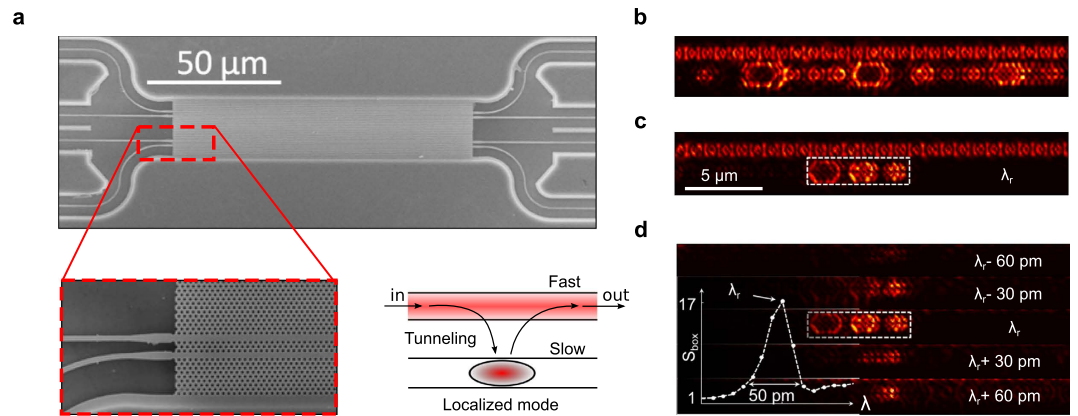 a
50 μm
Fast
in
out
Tunneling
Slow
Localized mode
b
c
5 μm
λr
d
λr- 60 pm
λr- 30 pm
λr
λr+ 30 pm
λr+ 60 pm
λr
17
Sbox
1
50 pm
λ